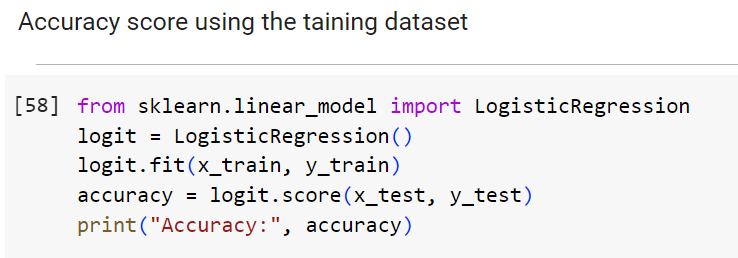 Accuracy score using the taining dataset
[58] from sklearn.linear_model import LogisticRegression
logit = LogisticRegression()
logit.fit(x_train, y_train)
accuracy = logit.score(x_test, y_test)
print("Accuracy:", accuracy)